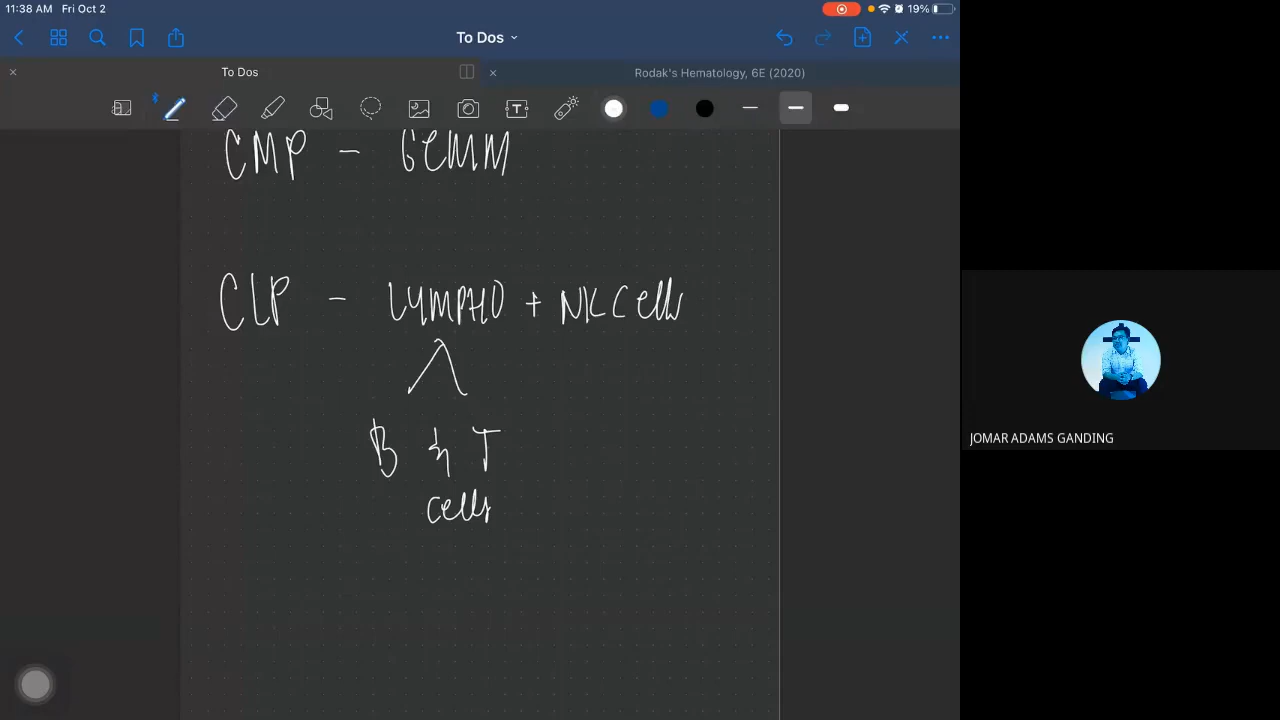 11:38 AM Fri Oct 2
19%
To Dos
To Dos
Rodak's Hematology, 6E (2020)
CMP - GEMM
CLP - LYMPHO + NK Cells
B & T
cells
JOMAR ADAMS GANDING